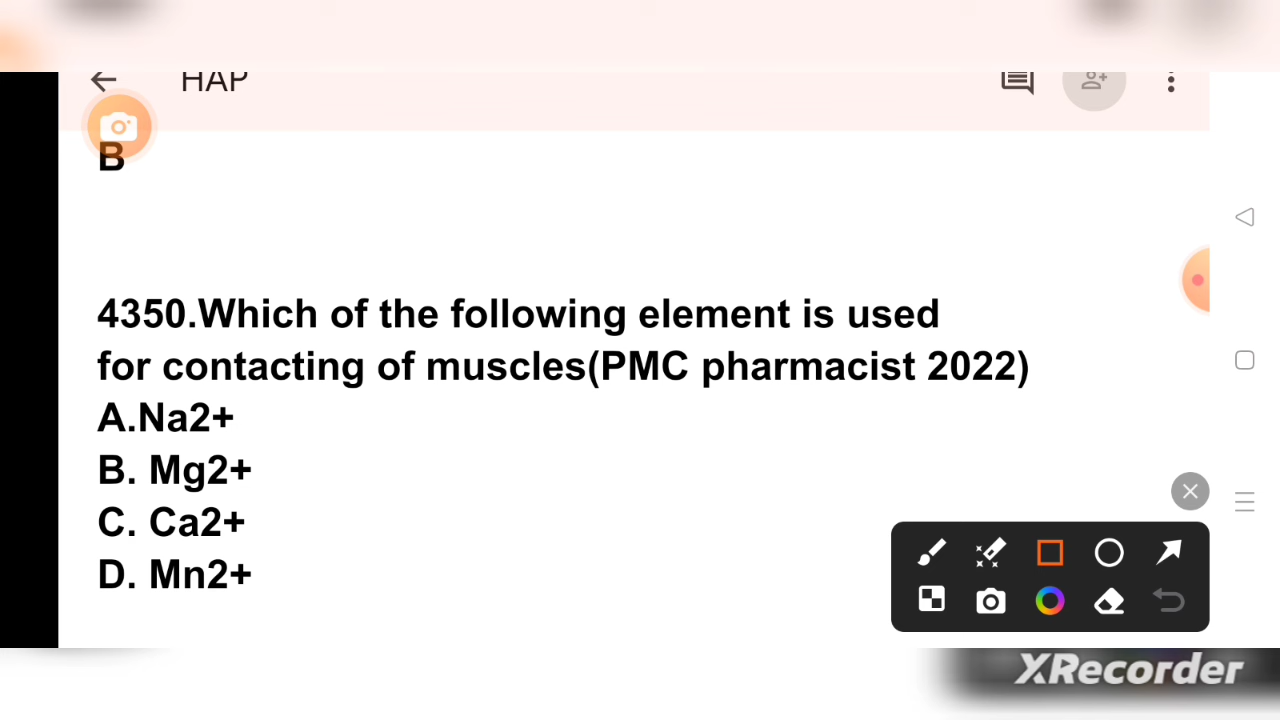 HAP
B
4350.Which of the following element is used
for contacting of muscles(PMC pharmacist 2022)
A.Na2+
B. Mg2+
C. Ca2+
D. Mn2+
XRecorder